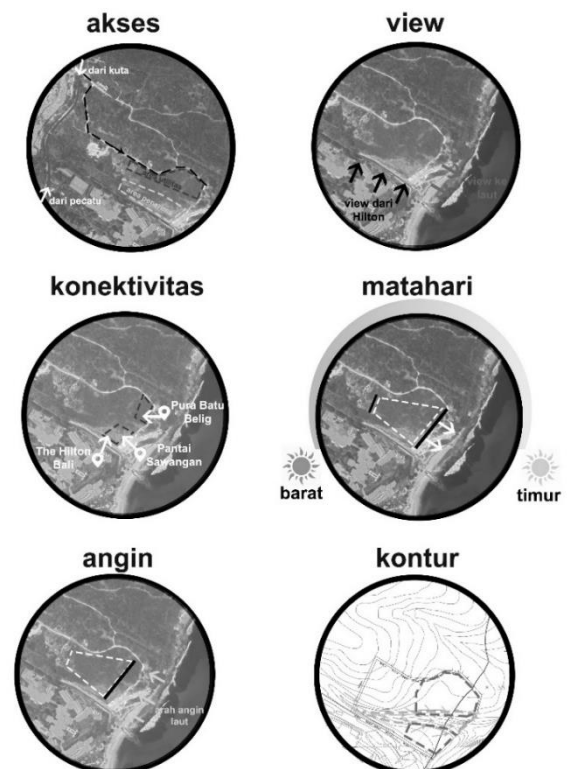 akses
view
dari kuta
dari pecatu
view dari
Hilton
laut
konektivitas
matahari
Pura Batu
Belig
The Hilton
Bali
Pantai
Sawangan
barat
timur
angin
kontur
angin
laut